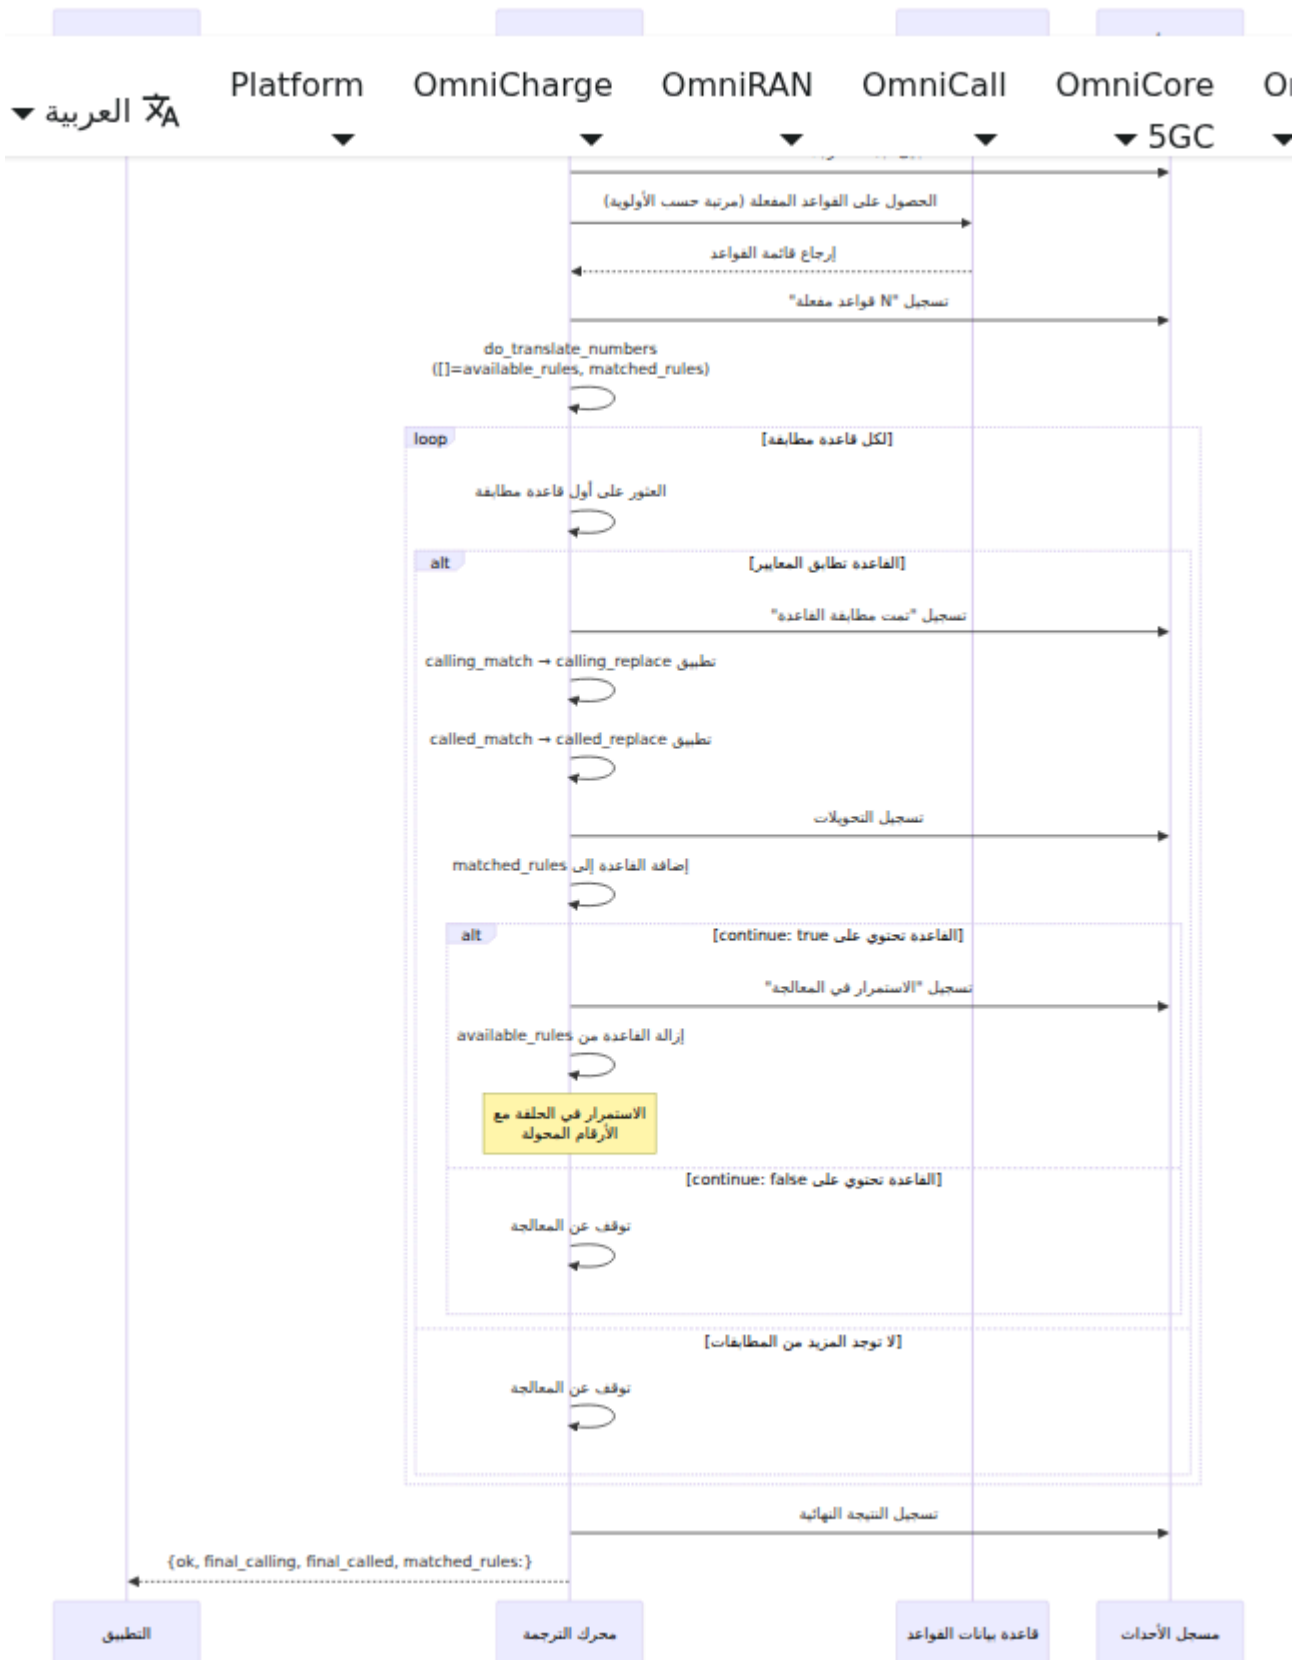 العربية
Platform
OmniCharge
OmniRAN
OmniCall
OmniCore
5GC
الحصول على القواعد المفعلة (مرتبة حسب الأولوية)
إرجاع قائمة القواعد
تسجيل "N قواعد مفعلة"
do_translate_numbers
([]=available_rules, matched_rules)
loop
[لكل قاعدة مطابقة]
العثور على أول قاعدة مطابقة
alt
[القاعدة تطابق المعايير]
تسجيل "تمت مطابقة القاعدة"
تطبيق calling_match → calling_replace
تطبيق called_match → called_replace
تسجيل التحويلات
إضافة القاعدة إلى matched_rules
alt
[القاعدة تحتوي على continue: true]
تسجيل "الاستمرار في المعالجة"
إزالة القاعدة من available_rules
الاستمرار في الحلقة مع
الأرقام المحولة
[القاعدة تحتوي على continue: false]
توقف عن المعالجة
[لا توجد المزيد من المطابقات]
توقف عن المعالجة
تسجيل النتيجة النهائية
{ok, final_calling, final_called, matched_rules:}
التطبيق
محرك الترجمة
قاعدة بيانات القواعد
مسجل الأحداث